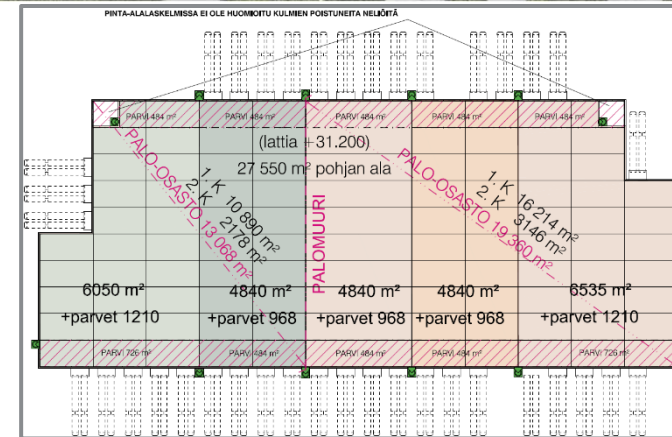 PINTA-ALALASKELMISSA EI OLE HUOMIOITU KULMIEN POISTUNEITA NELIÖITÄ
PARVI 484 m²
PARVI 484 m²
PARVI 484 m²
PARVI 484 m²
PARVI 484 m²
(lattia +31.200)
27 550 m² pohjan ala
PALO-OSASTO 13 068 m²
1. K 10 890 m²
2. K 2178 m²
PALOMUURI
PALO-OSASTO 19 360 m²
1. K 16 214 m²
2. K 3146 m²
6050 m²
+parvet 1210
4840 m²
+parvet 968
4840 m²
+parvet 968
4840 m²
+parvet 968
6535 m²
+parvet 1210
PARVI 726 m²
PARVI 484 m²
PARVI 484 m²
PARVI 484 m²
PARVI 726 m²